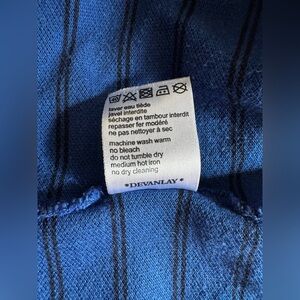 laver eau tiède
javel interdite
séchage en tambour interdit
repasser fer modéré
ne pas nettoyer à sec
machine wash warm
no bleach
do not tumble dry
medium hot iron
no dry cleaning
*DEVANLAY*